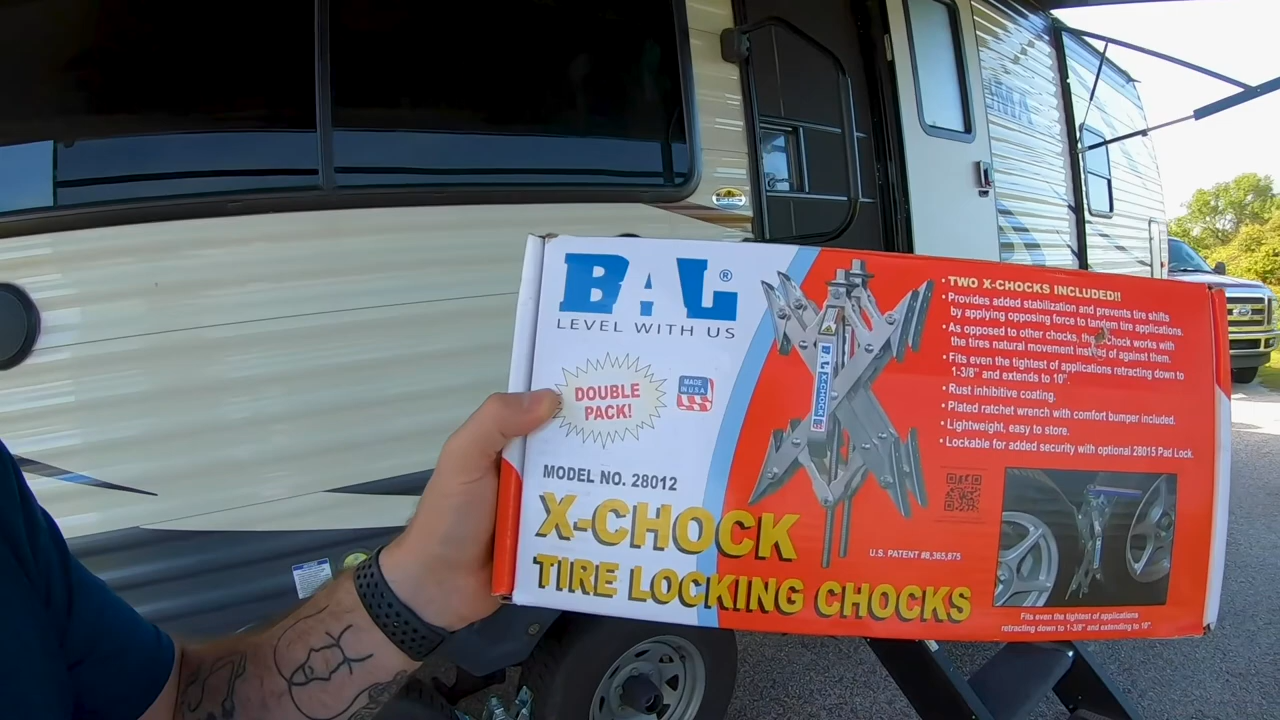 BAL®
LEVEL WITH US
DOUBLE
PACK!
MADE
IN U.S.A
MODEL NO. 28012
X-CHOCK
TIRE LOCKING CHOCKS
BAL X-CHOCK
• TWO X-CHOCKS INCLUDED!!
• Provides added stabilization and prevents tire shifts
by applying opposing force to tandem tire applications.
• As opposed to other chocks, the Chock works with
the tires natural movement instead of against them.
• Fits even the tightest of applications retracting down to
1-3/8" and extends to 10".
• Rust inhibitive coating.
• Plated ratchet wrench with comfort bumper included.
• Lightweight, easy to store.
• Lockable for added security with optional 28015 Pad Lock.
U.S. PATENT #8,365,875
Fits even the tightest of applications
retracting down to 1-3/8" and extending to 10".